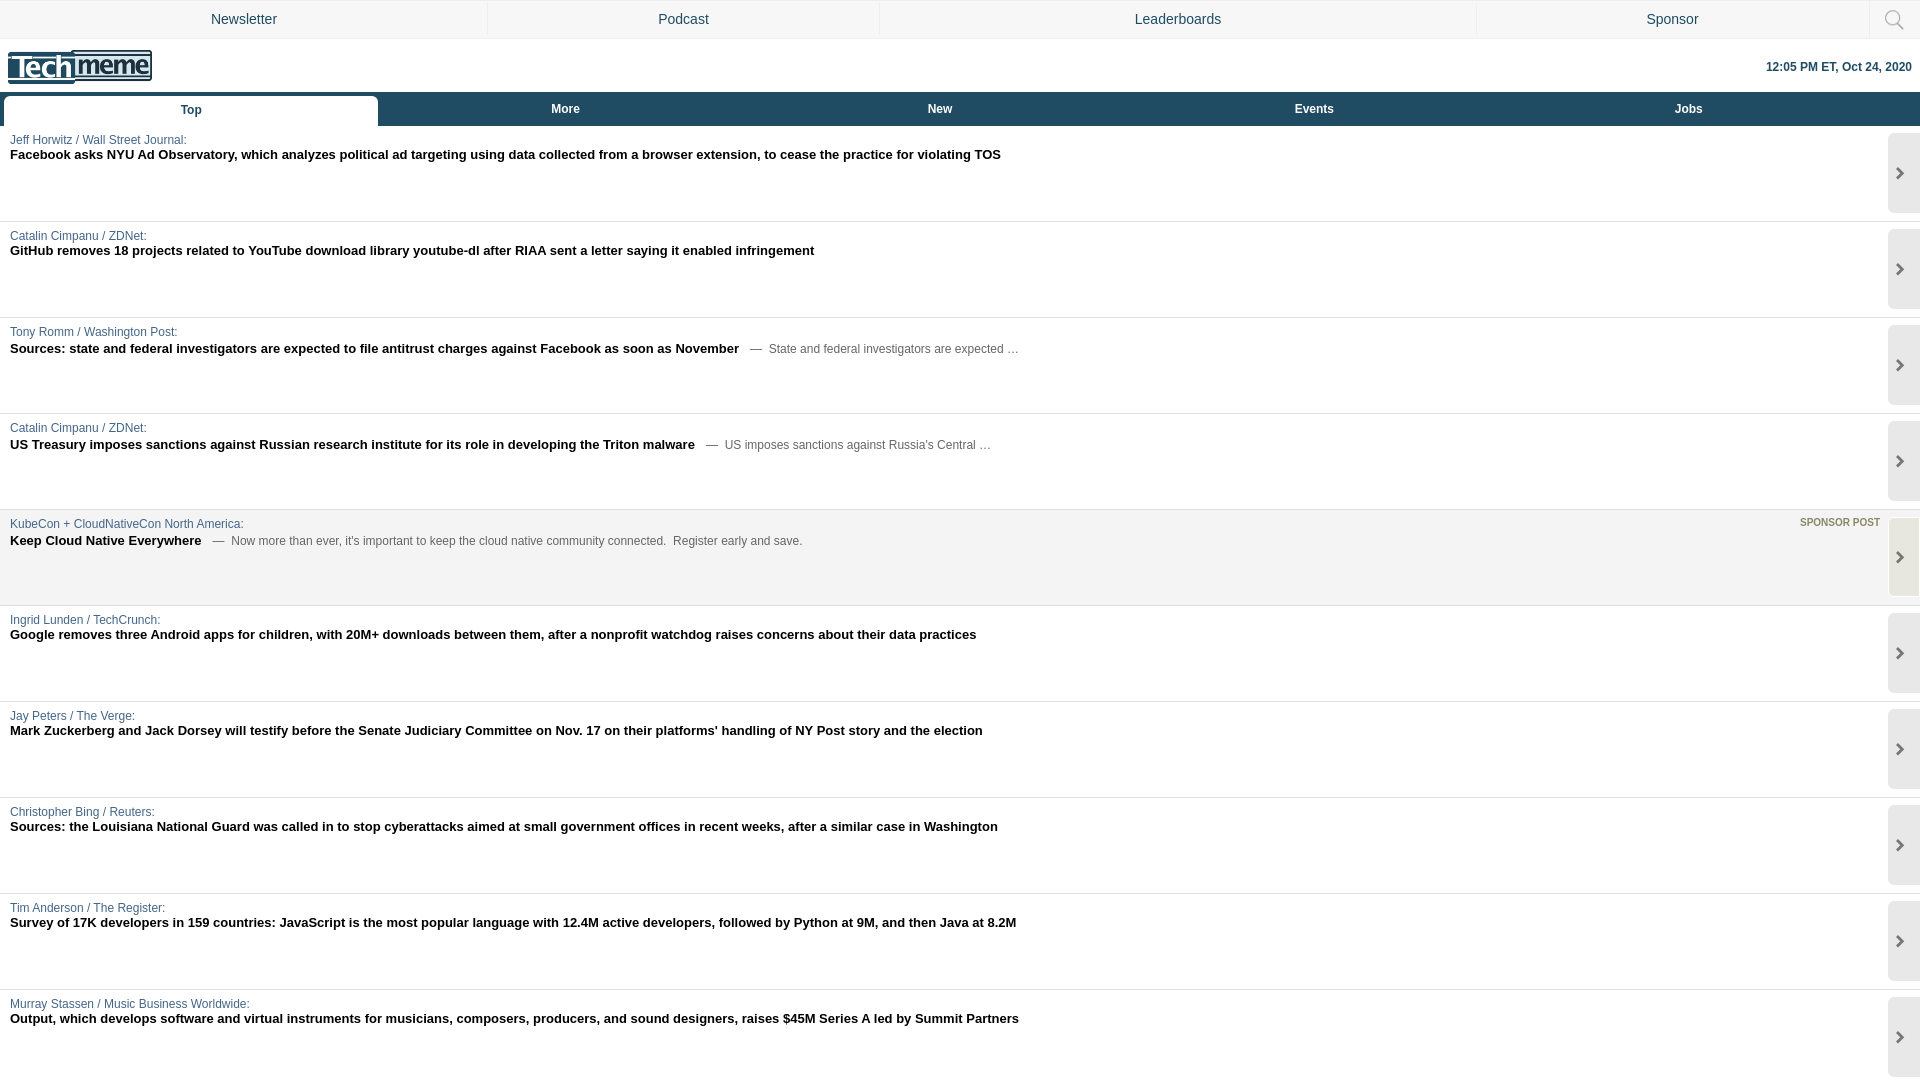 Newsletter
Podcast
Leaderboards
Sponsor
Techmeme
12:05 PM ET, Oct 24, 2020
Top
More
New
Events
Jobs
Jeff Horwitz / Wall Street Journal:
Facebook asks NYU Ad Observatory, which analyzes political ad targeting using data collected from a browser extension, to cease the practice for violating TOS
Catalin Cimpanu / ZDNet:
GitHub removes 18 projects related to YouTube download library youtube-dl after RIAA sent a letter saying it enabled infringement
Tony Romm / Washington Post:
Sources: state and federal investigators are expected to file antitrust charges against Facebook as soon as November — State and federal investigators are expected …
Catalin Cimpanu / ZDNet:
US Treasury imposes sanctions against Russian research institute for its role in developing the Triton malware — US imposes sanctions against Russia's Central …
KubeCon + CloudNativeCon North America:
SPONSOR POST
Keep Cloud Native Everywhere — Now more than ever, it's important to keep the cloud native community connected. Register early and save.
Ingrid Lunden / TechCrunch:
Google removes three Android apps for children, with 20M+ downloads between them, after a nonprofit watchdog raises concerns about their data practices
Jay Peters / The Verge:
Mark Zuckerberg and Jack Dorsey will testify before the Senate Judiciary Committee on Nov. 17 on their platforms' handling of NY Post story and the election
Christopher Bing / Reuters:
Sources: the Louisiana National Guard was called in to stop cyberattacks aimed at small government offices in recent weeks, after a similar case in Washington
Tim Anderson / The Register:
Survey of 17K developers in 159 countries: JavaScript is the most popular language with 12.4M active developers, followed by Python at 9M, and then Java at 8.2M
Murray Stassen / Music Business Worldwide:
Output, which develops software and virtual instruments for musicians, composers, producers, and sound designers, raises $45M Series A led by Summit Partners